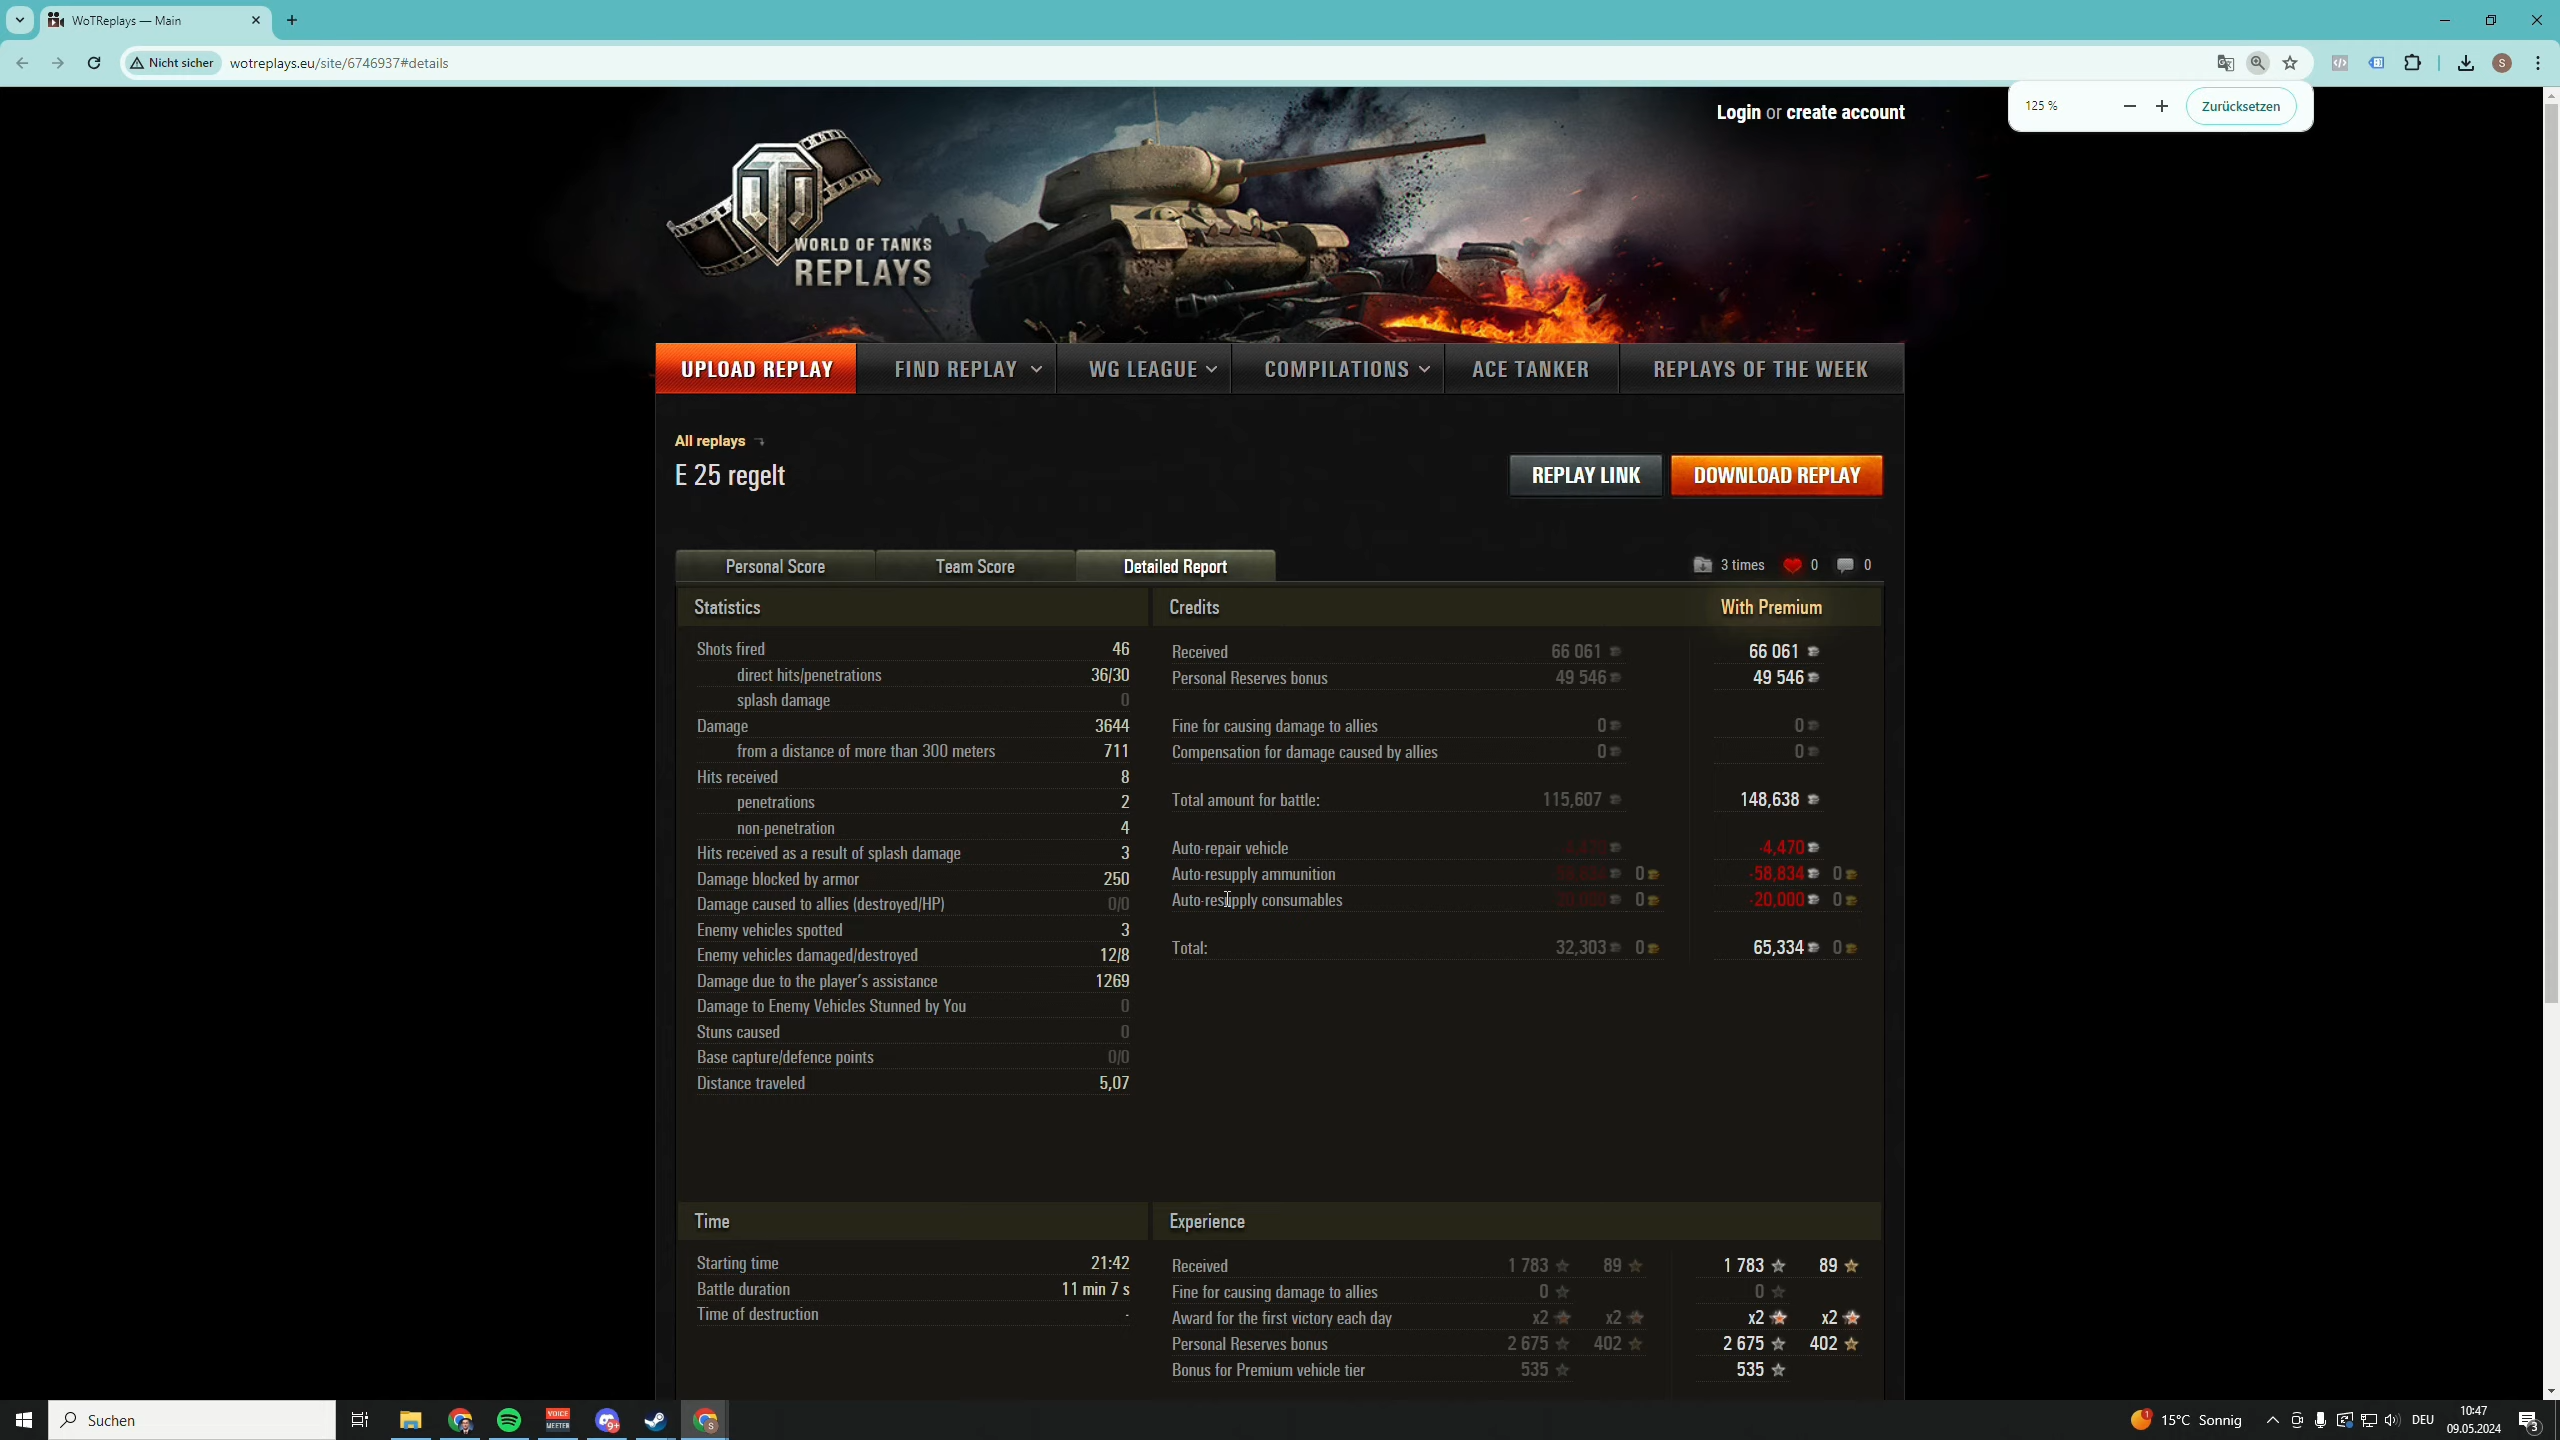 WoTReplays — Main
Nicht sicher wotreplays.eu/site/6746937#details
S
125 % Zurücksetzen
Login or create account
WORLD OF TANKS
REPLAYS
UPLOAD REPLAY FIND REPLAY WG LEAGUE COMPILATIONS ACE TANKER REPLAYS OF THE WEEK
All replays
E 25 regelt
REPLAY LINK DOWNLOAD REPLAY
Personal Score Team Score Detailed Report 3 times 0 0
Statistics
Shots fired 46
direct hits/penetrations 36/30
splash damage 0
Damage 3644
from a distance of more than 300 meters 711
Hits received 8
penetrations 2
non-penetration 4
Hits received as a result of splash damage 3
Damage blocked by armor 250
Damage caused to allies (destroyed/HP) 0/0
Enemy vehicles spotted 3
Enemy vehicles damaged/destroyed 12/8
Damage due to the player's assistance 1269
Damage to Enemy Vehicles Stunned by You 0
Stuns caused 0
Base capture/defence points 0/0
Distance traveled 5,07
Credits With Premium
Received 66 061 66 061
Personal Reserves bonus 49 546 49 546
Fine for causing damage to allies 0 0
Compensation for damage caused by allies 0 0
Total amount for battle: 115,607 148,638
Auto-repair vehicle -4,470 -4,470
Auto-resupply ammunition -58,834 0 -58,834 0
Auto-resupply consumables -20,000 0 -20,000 0
Total: 32,303 0 65,334 0
Time
Starting time 21:42
Battle duration 11 min 7 s
Time of destruction -
Experience
Received 1 783 89 1 783 89
Fine for causing damage to allies 0 0
Award for the first victory each day x2 x2 x2 x2
Personal Reserves bonus 2 675 402 2 675 402
Bonus for Premium vehicle tier 535 535
Suchen
VOICE
MEETER
9+
S
1
15°C Sonnig
DEU
10:47
09.05.2024
3